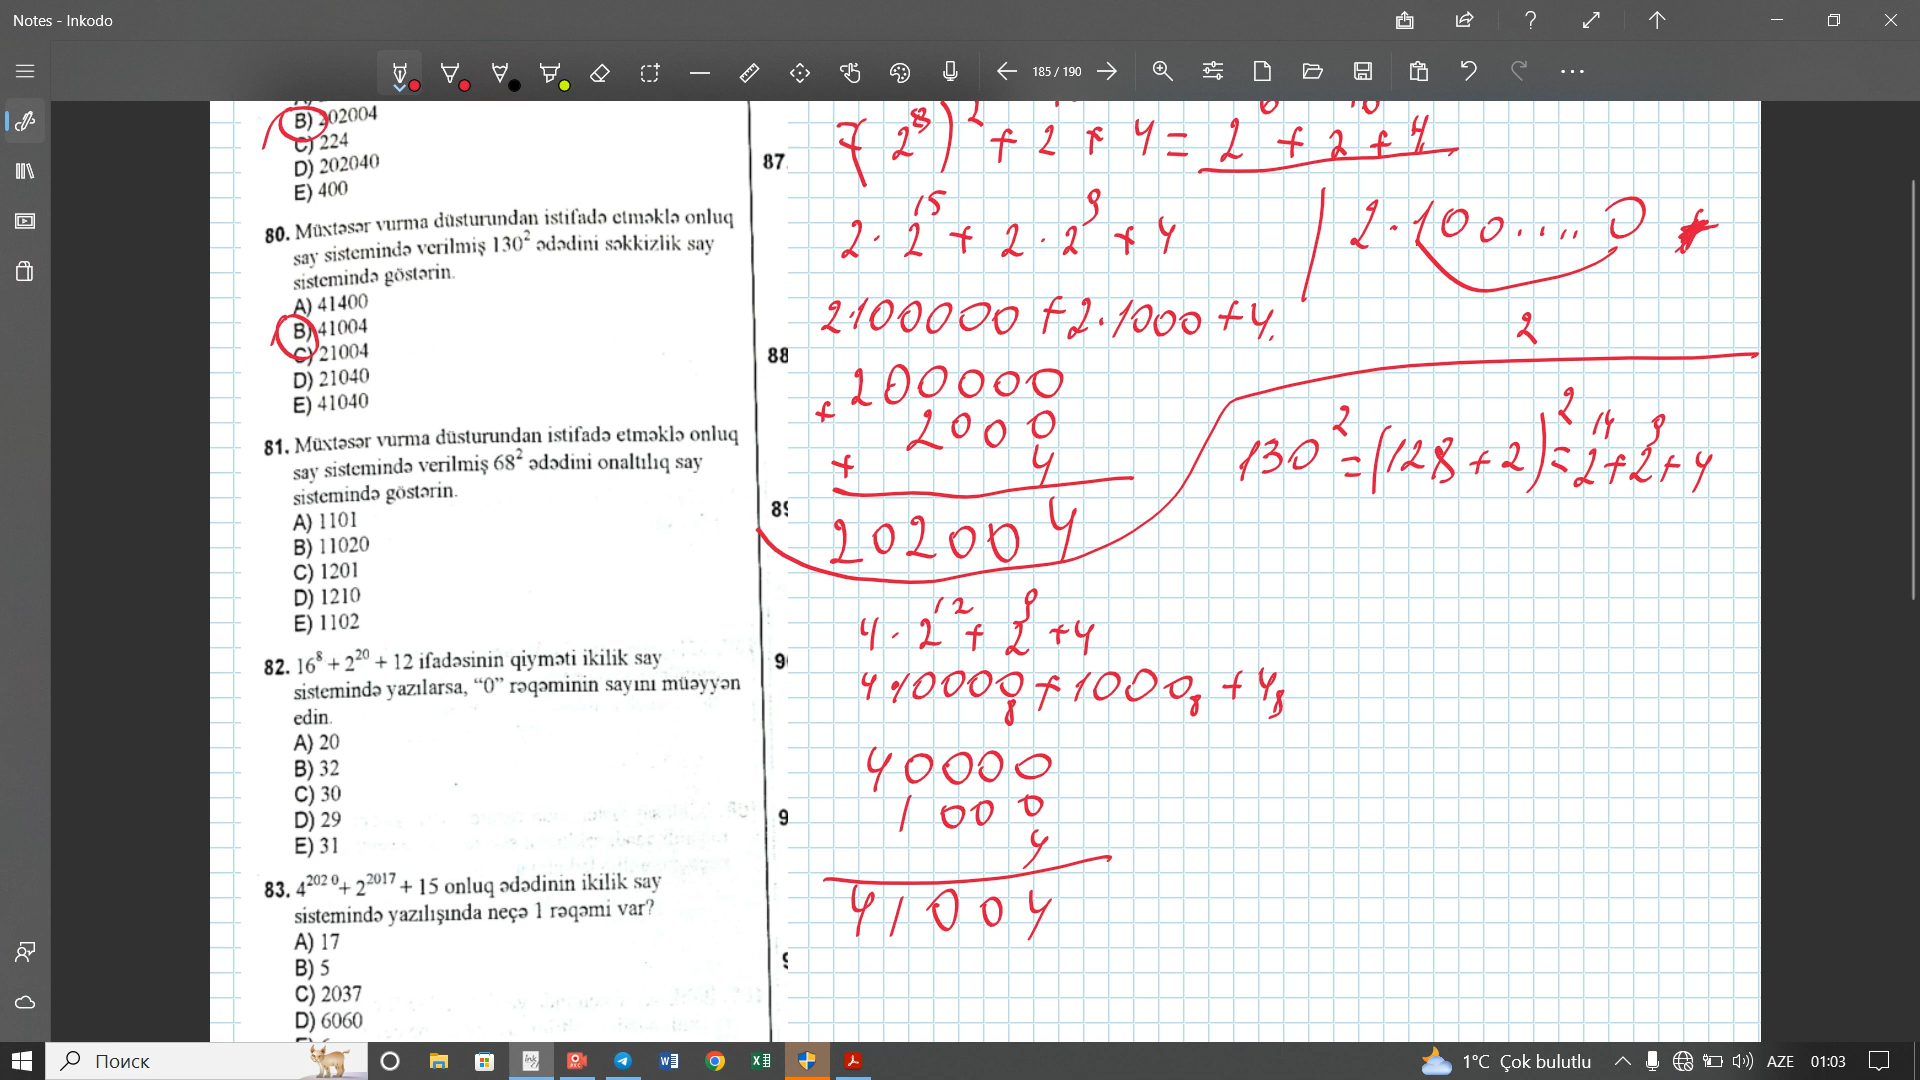 Notes - Inkodo
185 / 190
B) 202004
C) 224
D) 202040
E) 400
80. Müxtəsər vurma düsturundan istifadə etməklə onluq
say sistemində verilmiş 130² ədədini səkkizlik say
sistemində göstərin.
A) 41400
B) 41004
C) 21004
D) 21040
E) 41040
81. Müxtəsər vurma düsturundan istifadə etməklə onluq
say sistemində verilmiş 68² ədədini onaltılıq say
sistemində göstərin.
A) 1101
B) 11020
C) 1201
D) 1210
E) 1102
82. 16⁸ + 2²⁰ + 12 ifadəsinin qiyməti ikilik say
sistemində yazılarsa, “0” rəqəminin sayını müəyyən
edin.
A) 20
B) 32
C) 30
D) 29
E) 31
83. 4²⁰²⁰ + 2²⁰¹⁷ + 15 onluq ədədinin ikilik say
sistemində yazılışında neçə 1 rəqəmi var?
A) 17
B) 5
C) 2037
D) 6060
87
88
2 · 2¹⁵ + 2 · 2⁹ + 4
2·100000 + 2·1000 + 4
200000
+ 2000
+ 4
202004
2·100....0
2
130² = (128 + 2)² = 2¹⁴ + 2⁹ + 4
4 · 2¹² + 2⁹ + 4
4·10000₈ + 1000₈ + 4₈
40000
1000
4
41004
Поиск
1°C Çok bulutlu
AZE
01:03